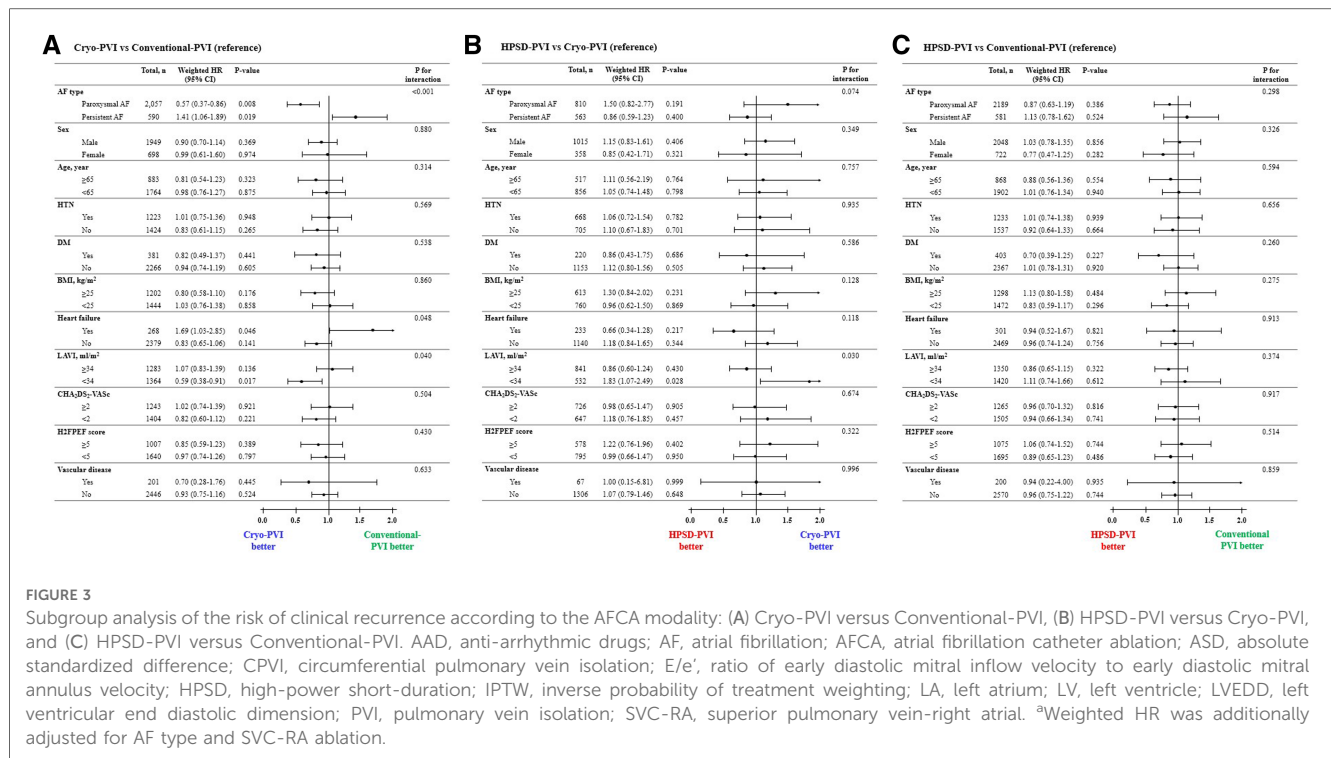 A Cryo-PVI vs Conventional-PVI (reference)
Total, n Weighted HR (95% CI) P-value P for interaction
AF type <0.001
Paroxysmal AF 2,057 0.57 (0.37-0.86) 0.008
Persistent AF 590 1.41 (1.06-1.89) 0.019
Sex 0.880
Male 1949 0.90 (0.70-1.14) 0.369
Female 698 0.99 (0.61-1.60) 0.974
Age, year 0.314
≥65 883 0.81 (0.54-1.23) 0.323
<65 1764 0.98 (0.76-1.27) 0.875
HTN 0.569
Yes 1223 1.01 (0.75-1.36) 0.948
No 1424 0.83 (0.61-1.15) 0.265
DM 0.538
Yes 381 0.82 (0.49-1.37) 0.441
No 2266 0.94 (0.74-1.19) 0.605
BMI, kg/m² 0.860
≥25 1202 0.80 (0.58-1.10) 0.176
<25 1444 1.03 (0.76-1.38) 0.858
Heart failure 0.048
Yes 268 1.69 (1.03-2.85) 0.046
No 2379 0.83 (0.65-1.06) 0.141
LAVI, ml/m² 0.040
≥34 1283 1.07 (0.83-1.39) 0.136
<34 1364 0.59 (0.38-0.91) 0.017
CHA₂DS₂-VASc 0.504
≥2 1243 1.02 (0.74-1.39) 0.921
<2 1404 0.82 (0.60-1.12) 0.221
H2FPEF score 0.430
≥5 1007 0.85 (0.59-1.23) 0.389
<5 1640 0.97 (0.74-1.26) 0.797
Vascular disease 0.633
Yes 201 0.70 (0.28-1.76) 0.445
No 2446 0.93 (0.75-1.16) 0.524
0.0 0.5 1.0 1.5 2.0
Cryo-PVI better Conventional-PVI better
B HPSD-PVI vs Cryo-PVI (reference)
Total, n Weighted HR (95% CI) P-value P for interaction
AF type 0.074
Paroxysmal AF 810 1.50 (0.82-2.77) 0.191
Persistent AF 563 0.86 (0.59-1.23) 0.400
Sex 0.349
Male 1015 1.15 (0.83-1.61) 0.406
Female 358 0.85 (0.42-1.71) 0.321
Age, year 0.757
≥65 517 1.11 (0.56-2.19) 0.764
<65 856 1.05 (0.74-1.48) 0.798
HTN 0.935
Yes 668 1.06 (0.72-1.54) 0.782
No 705 1.10 (0.67-1.83) 0.701
DM 0.586
Yes 220 0.86 (0.43-1.75) 0.686
No 1153 1.12 (0.80-1.56) 0.505
BMI, kg/m² 0.128
≥25 613 1.30 (0.84-2.02) 0.231
<25 760 0.96 (0.62-1.50) 0.869
Heart failure 0.118
Yes 233 0.66 (0.34-1.28) 0.217
No 1140 1.18 (0.84-1.65) 0.344
LAVI, ml/m² 0.030
≥34 841 0.86 (0.60-1.24) 0.430
<34 532 1.83 (1.07-2.49) 0.028
CHA₂DS₂-VASc 0.674
≥2 726 0.98 (0.65-1.47) 0.905
<2 647 1.18 (0.76-1.85) 0.457
H2FPEF score 0.322
≥5 578 1.22 (0.76-1.96) 0.402
<5 795 0.99 (0.66-1.47) 0.950
Vascular disease 0.996
Yes 67 1.00 (0.15-6.81) 0.999
No 1306 1.07 (0.79-1.46) 0.648
0.0 0.5 1.0 1.5 2.0
HPSD-PVI better Cryo-PVI better
C HPSD-PVI vs Conventional-PVI (reference)
Total, n Weighted HR (95% CI) P-value P for interaction
AF type 0.298
Paroxysmal AF 2189 0.87 (0.63-1.19) 0.386
Persistent AF 581 1.13 (0.78-1.62) 0.524
Sex 0.326
Male 2048 1.03 (0.78-1.35) 0.856
Female 722 0.77 (0.47-1.25) 0.282
Age, year 0.594
≥65 868 0.88 (0.56-1.36) 0.554
<65 1902 1.01 (0.76-1.34) 0.940
HTN 0.656
Yes 1233 1.01 (0.74-1.38) 0.939
No 1537 0.92 (0.64-1.33) 0.664
DM 0.260
Yes 403 0.70 (0.39-1.25) 0.227
No 2367 1.01 (0.78-1.31) 0.920
BMI, kg/m² 0.275
≥25 1298 1.13 (0.80-1.58) 0.484
<25 1472 0.83 (0.59-1.17) 0.296
Heart failure 0.913
Yes 301 0.94 (0.52-1.67) 0.821
No 2469 0.96 (0.74-1.24) 0.756
LAVI, ml/m² 0.374
≥34 1350 0.86 (0.65-1.15) 0.322
<34 1420 1.11 (0.74-1.66) 0.612
CHA₂DS₂-VASc 0.917
≥2 1265 0.96 (0.70-1.32) 0.816
<2 1505 0.94 (0.66-1.34) 0.741
H2FPEF score 0.514
≥5 1075 1.06 (0.74-1.52) 0.744
<5 1695 0.89 (0.65-1.23) 0.486
Vascular disease 0.859
Yes 200 0.94 (0.22-4.00) 0.935
No 2570 0.96 (0.75-1.22) 0.744
0.0 0.5 1.0 1.5 2.0
HPSD-PVI better Conventional PVI better
FIGURE 3
Subgroup analysis of the risk of clinical recurrence according to the AFCA modality: (A) Cryo-PVI versus Conventional-PVI, (B) HPSD-PVI versus Cryo-PVI,
and (C) HPSD-PVI versus Conventional-PVI. AAD, anti-arrhythmic drugs; AF, atrial fibrillation; AFCA, atrial fibrillation catheter ablation; ASD, absolute
standardized difference; CPVI, circumferential pulmonary vein isolation; E/e′, ratio of early diastolic mitral inflow velocity to early diastolic mitral
annulus velocity; HPSD, high-power short-duration; IPTW, inverse probability of treatment weighting; LA, left atrium; LV, left ventricle; LVEDD, left
ventricular end diastolic dimension; PVI, pulmonary vein isolation; SVC-RA, superior pulmonary vein-right atrial. ᵃWeighted HR was additionally
adjusted for AF type and SVC-RA ablation.